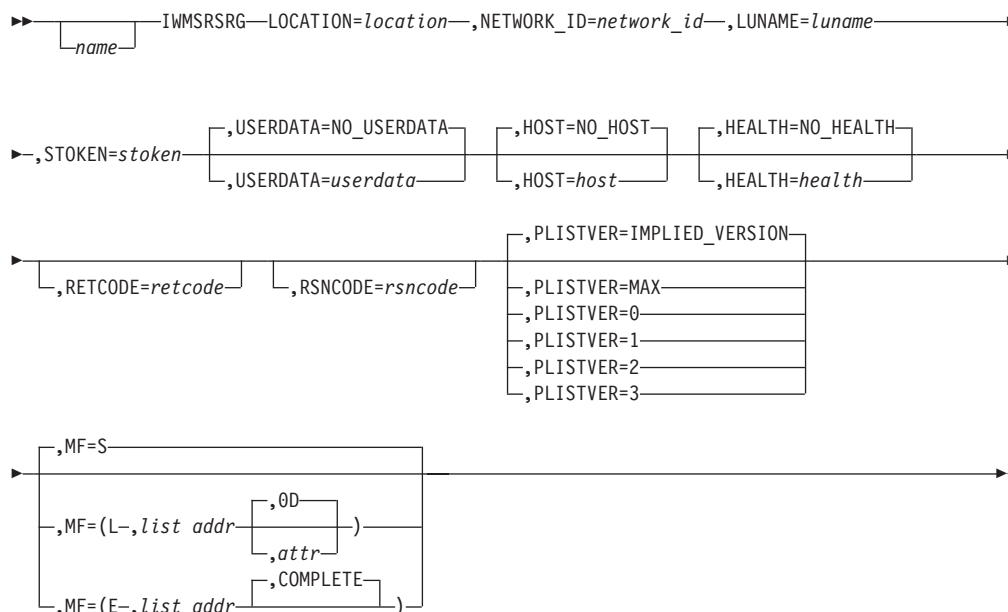 IWMSRSRG LOCATION=location ,NETWORK_ID=network_id ,LUNAME=luname
name
,USERDATA=NO_USERDATA ,HOST=NO_HOST ,HEALTH=NO_HEALTH
,STOKEN=stoken
,USERDATA=userdata ,HOST=host ,HEALTH=health
,PLISTVER=IMPLIED_VERSION
,RETCODE=retcode ,RSNCODE=rsncode ,PLISTVER=MAX
,PLISTVER=0
,PLISTVER=1
,PLISTVER=2
,PLISTVER=3
,MF=S
,0D
,MF=(L ,list addr )
,attr
,COMPLETE
,MF=(E ,list addr )